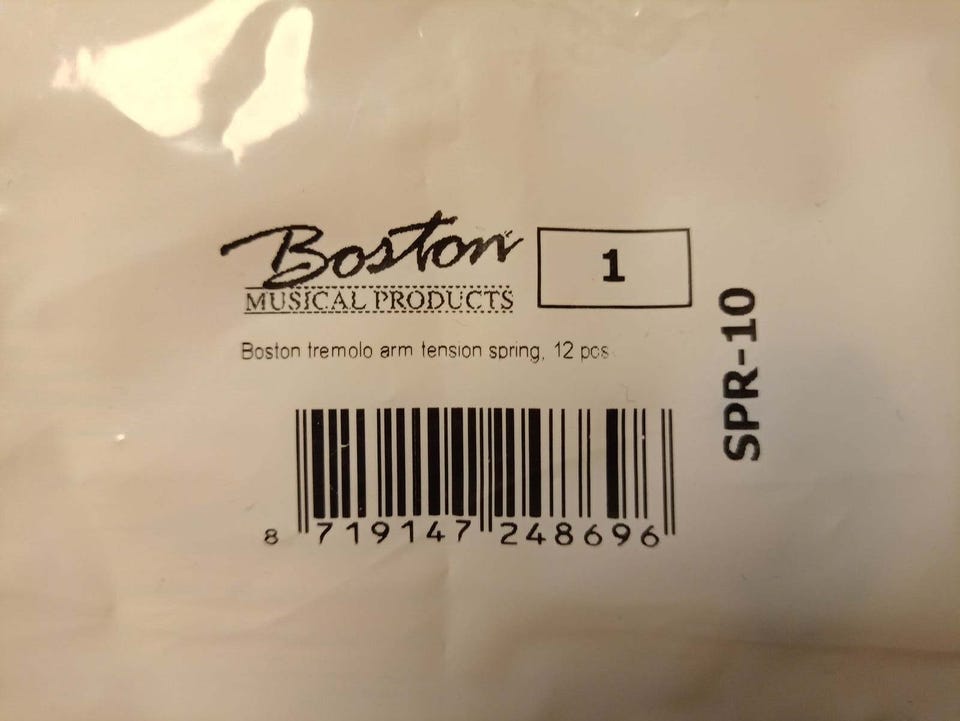 Boston
MUSICAL PRODUCTS
1
Boston tremolo arm tension spring, 12 pcs
SPR-10
8 719147 248696